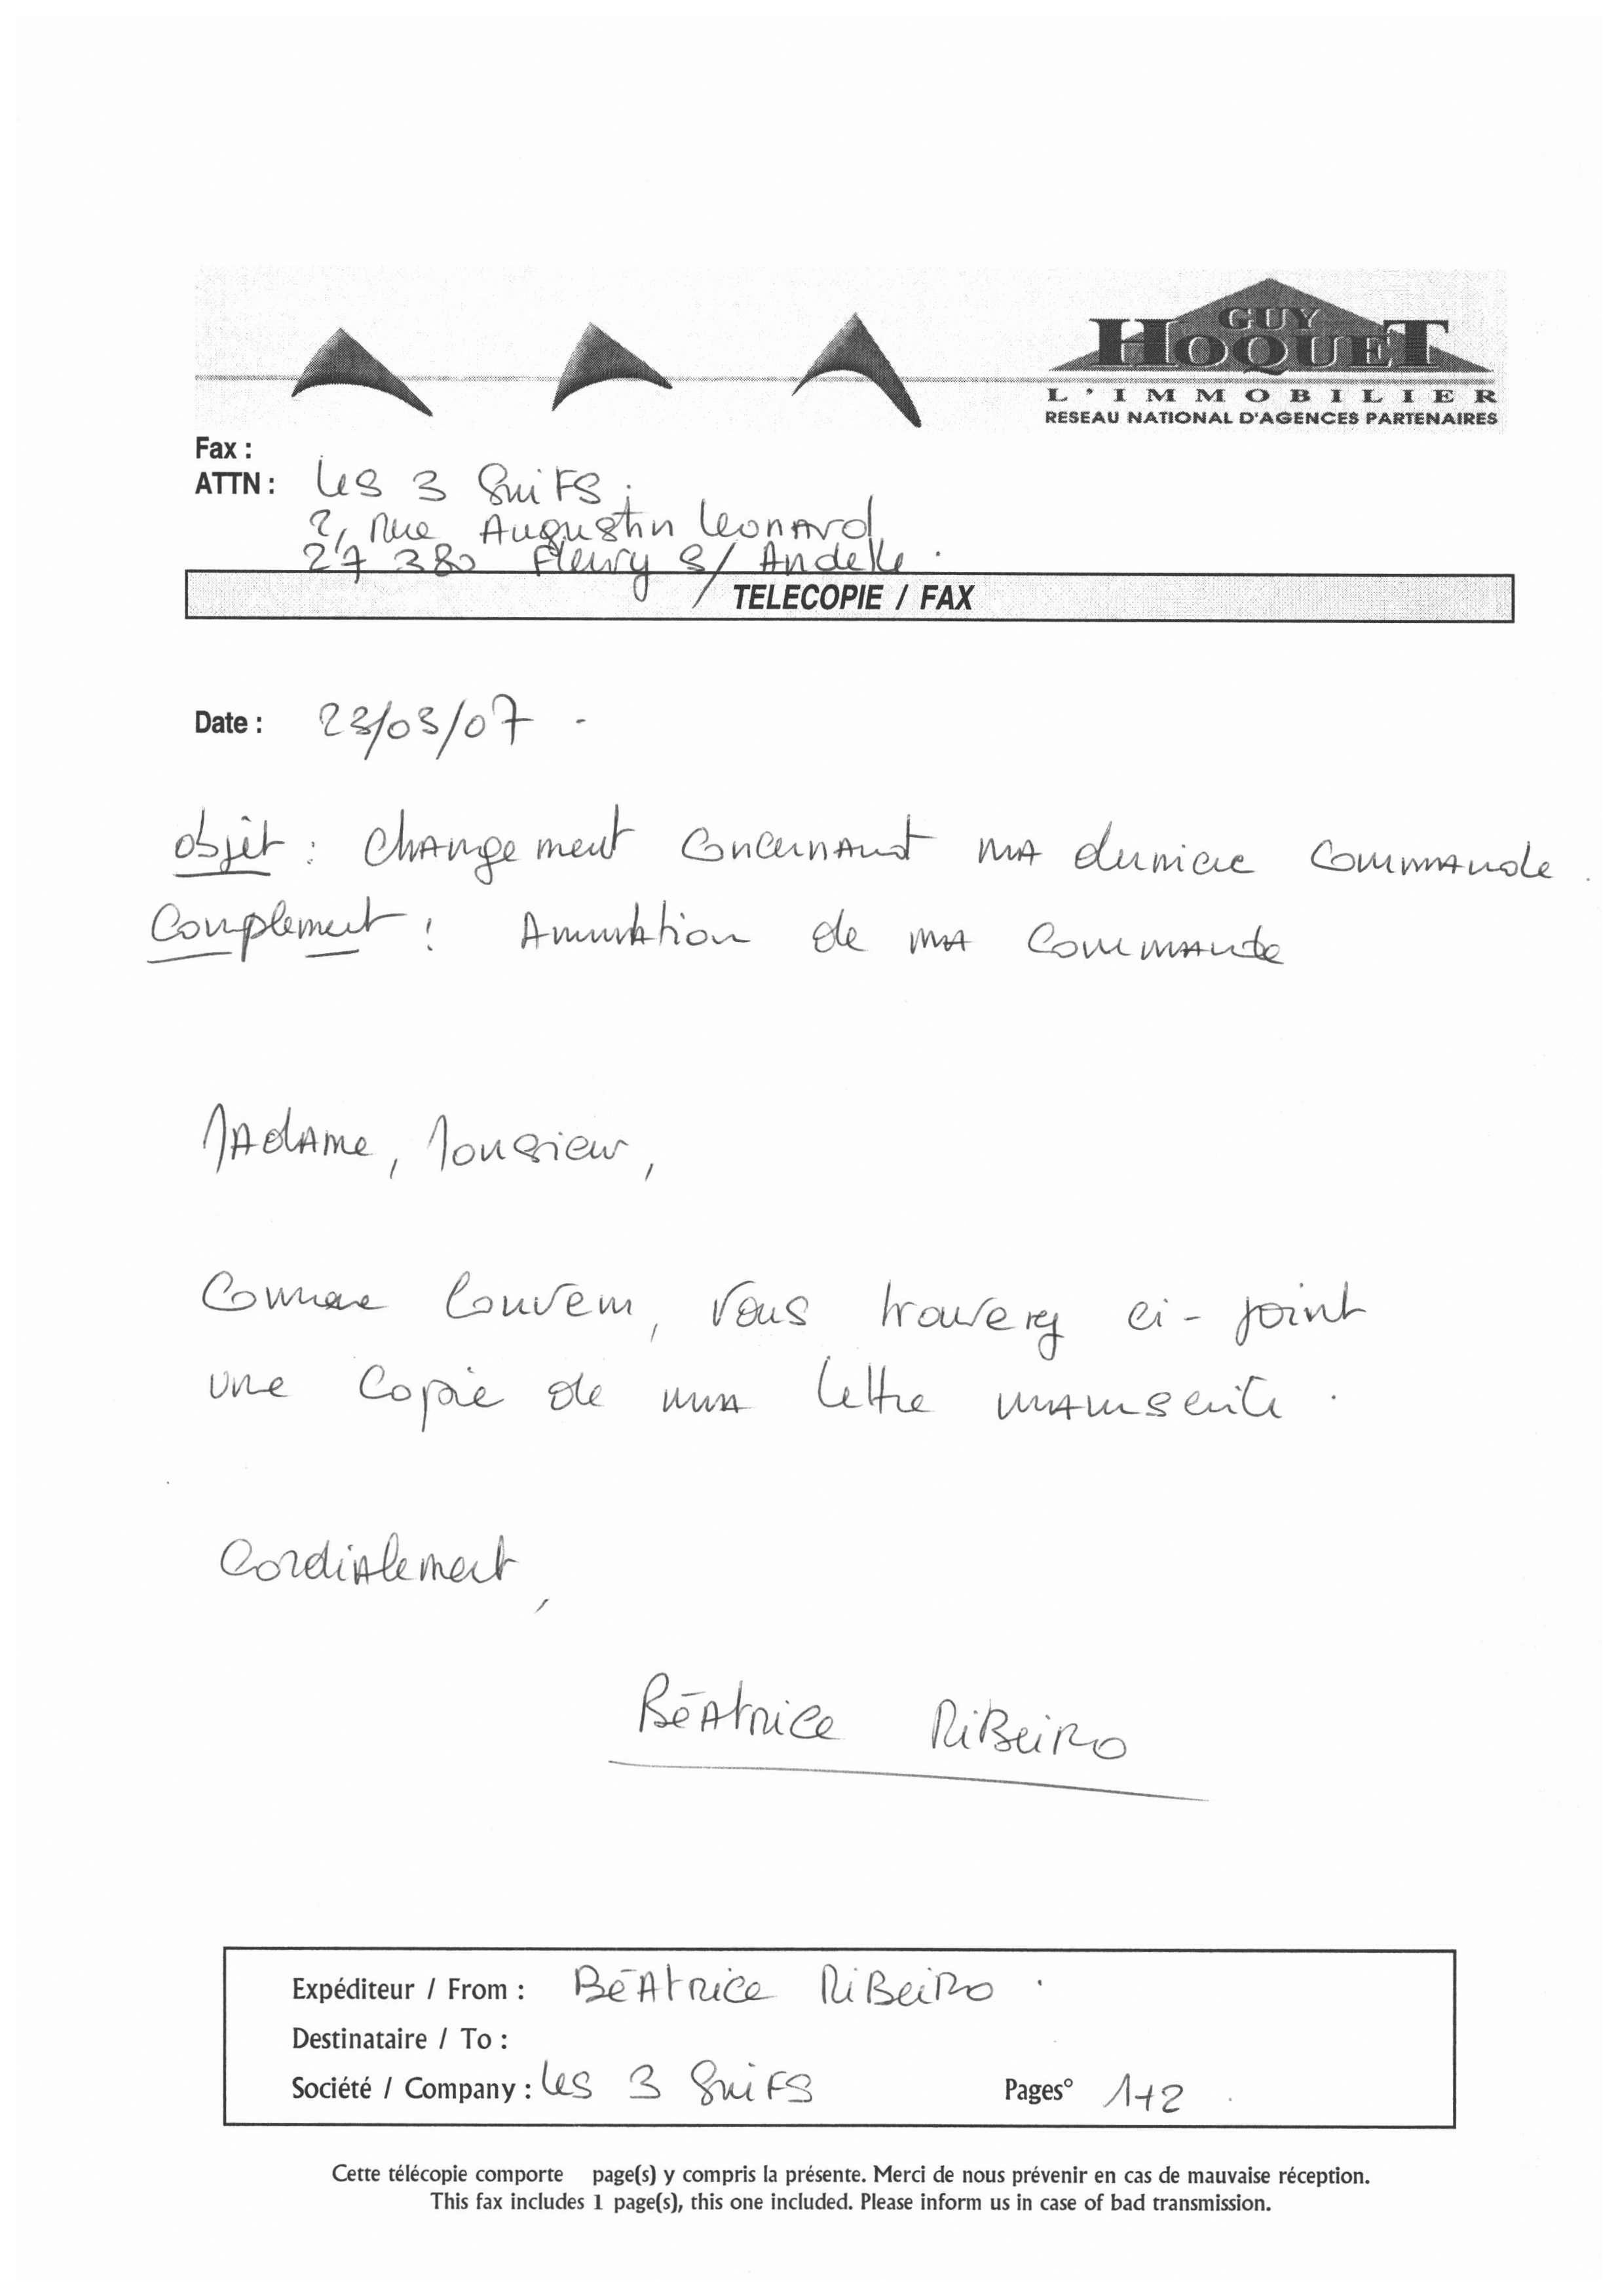 GUY
HOQUET
L'IMMOBILIER
RESEAU NATIONAL D'AGENCES PARTENAIRES
Fax :
ATTN : Les 3 Suifs.
2, Rue Augustin Leonard
27 380 Fleury S/ Andelle.
TELECOPIE / FAX
Date : 23/03/07.
Objet : Changement concernant ma derniere commande.
Complement : Annulation de ma commande
Madame, Monsieur,
Comme Convenu, vous trouverez ci-joint
une copie de ma lettre manuscrite.
Cordialement,
Béatrice Ribeiro
Expéditeur / From : Béatrice Ribeiro.
Destinataire / To :
Société / Company : Les 3 Suifs Pages° 1+2.
Cette télécopie comporte page(s) y compris la présente. Merci de nous prévenir en cas de mauvaise réception.
This fax includes 1 page(s), this one included. Please inform us in case of bad transmission.